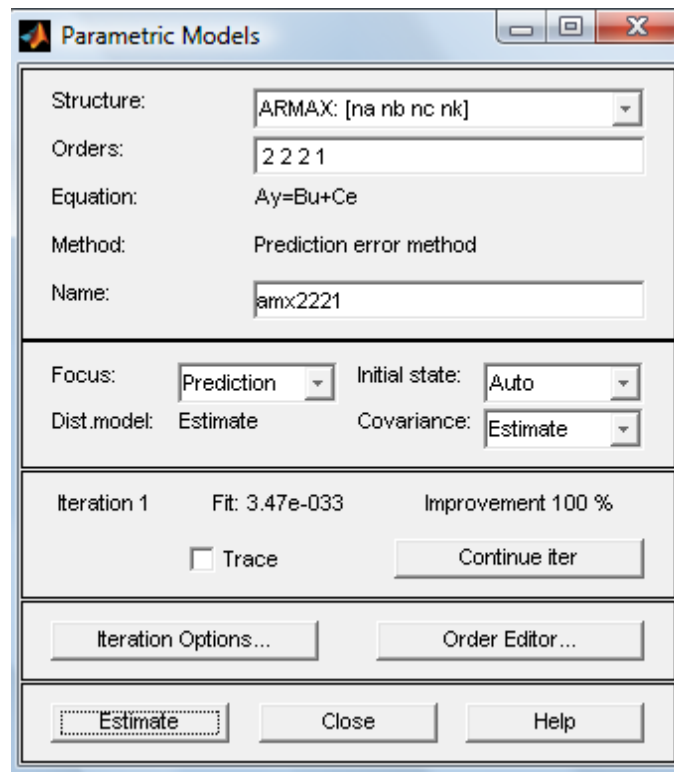 Parametric Models
Structure: ARMAX: [na nb nc nk]
Orders: 2 2 2 1
Equation: Ay=Bu+Ce
Method: Prediction error method
Name: amx2221
Focus: Prediction Initial state: Auto
Dist.model: Estimate Covariance: Estimate
Iteration 1 Fit: 3.47e-033 Improvement 100 %
Trace Continue iter
Iteration Options... Order Editor...
Estimate Close Help